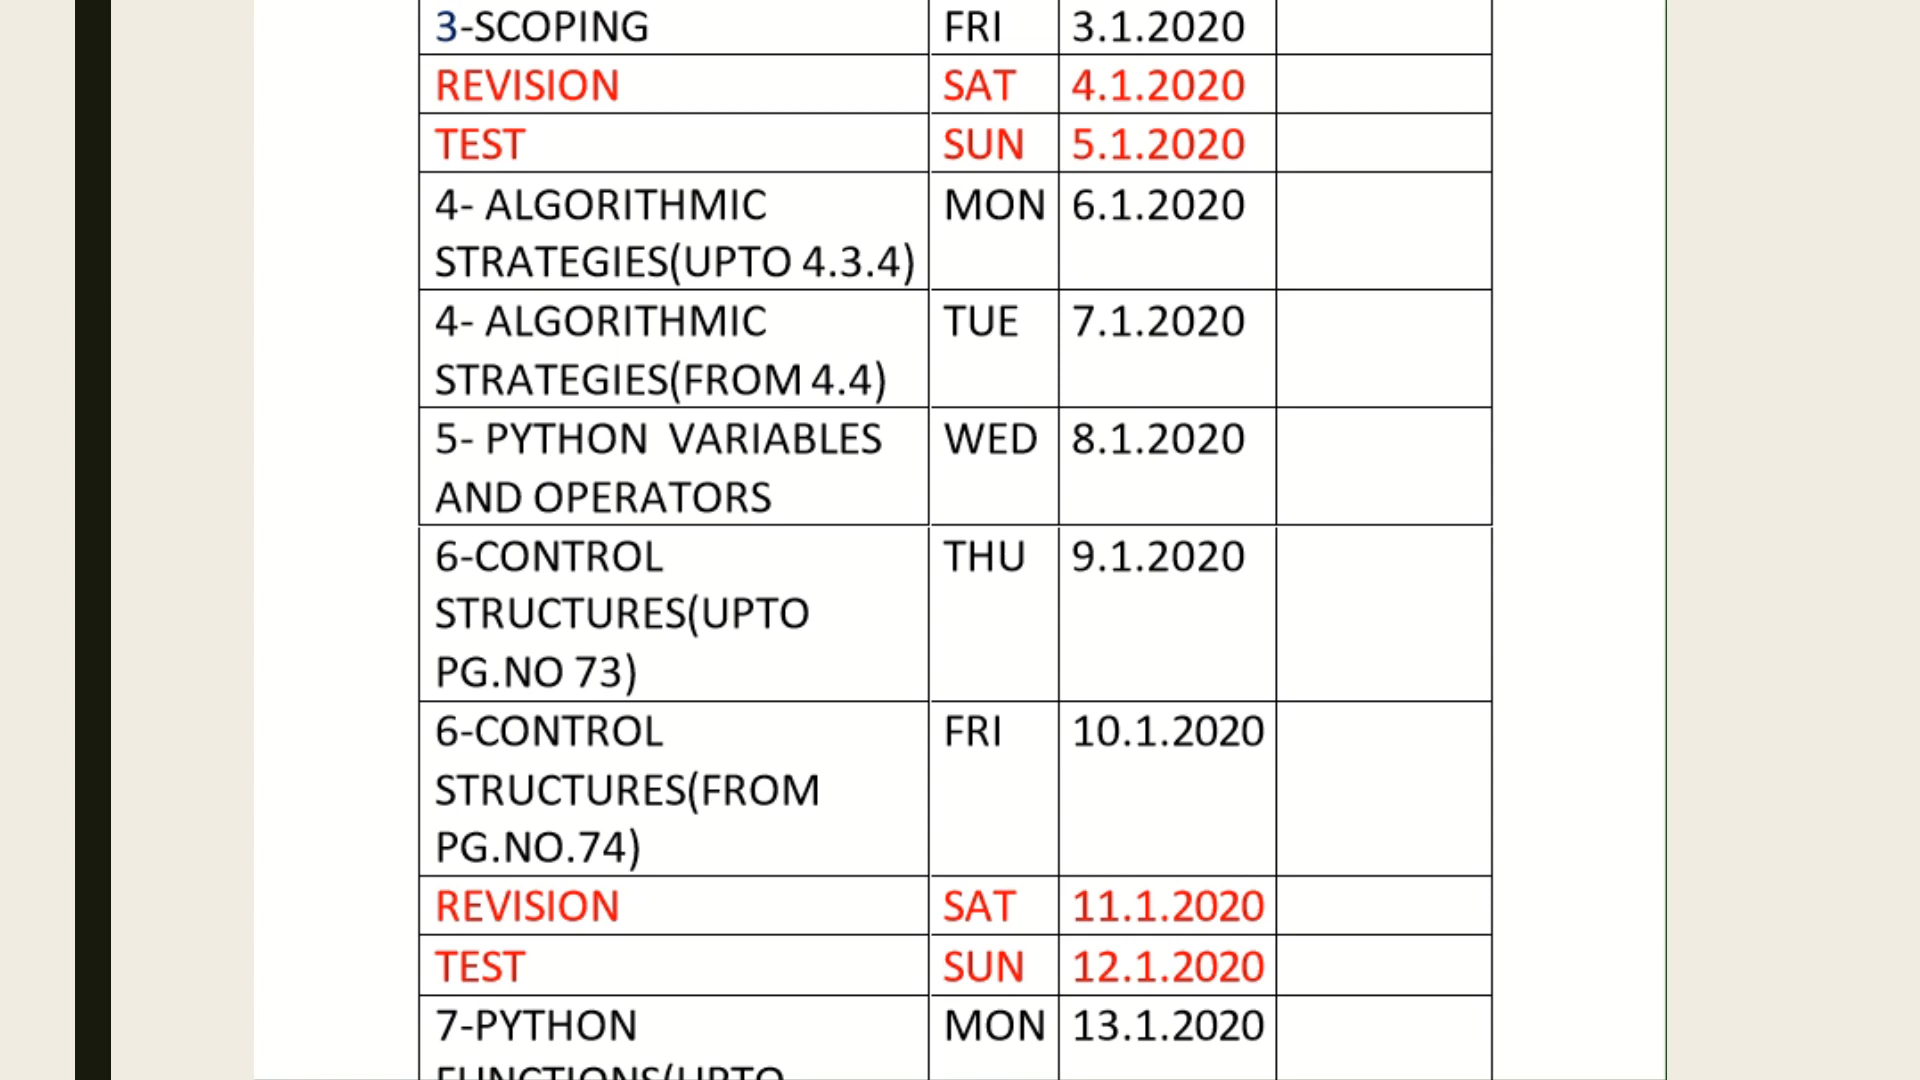 3-SCOPING FRI 3.1.2020
REVISION SAT 4.1.2020
TEST SUN 5.1.2020
4- ALGORITHMIC MON 6.1.2020
STRATEGIES(UPTO 4.3.4)
4- ALGORITHMIC TUE 7.1.2020
STRATEGIES(FROM 4.4)
5- PYTHON VARIABLES WED 8.1.2020
AND OPERATORS
6-CONTROL THU 9.1.2020
STRUCTURES(UPTO
PG.NO 73)
6-CONTROL FRI 10.1.2020
STRUCTURES(FROM
PG.NO.74)
REVISION SAT 11.1.2020
TEST SUN 12.1.2020
7-PYTHON MON 13.1.2020
FUNCTIONS(UPTO